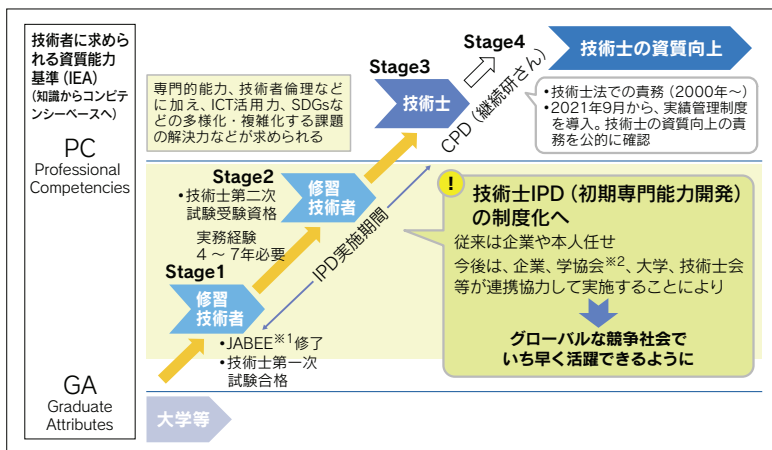 技術者に求めら
れる資質能力
基準（IEA）
(知識からコンピテ
ンシーベースへ)
PC
Professional
Competencies
GA
Graduate
Attributes
専門的能力、技術者倫理など
に加え、ICT活用力、SDGsな
どの多様化・複雑化する課題
の解決力などが求められる
Stage4
技術士の資質向上
Stage3
技術士
CPD（継続研さん）
•技術士法での責務（2000年～）
•2021年9月から、実績管理制度
を導入。技術士の資質向上の責
務を公的に確認
Stage2
•技術士第二次
試験受験資格
修習
技術者
実務経験
4 ～ 7年必要
IPD実施期間
Stage1
修習
技術者
•JABEE※1修了
•技術士第一次
試験合格
!
技術士IPD（初期専門能力開発）
の制度化へ
従来は企業や本人任せ
今後は、企業、学協会※2、大学、技術士会
等が連携協力して実施することにより
グローバルな競争社会で
いち早く活躍できるように
大学等